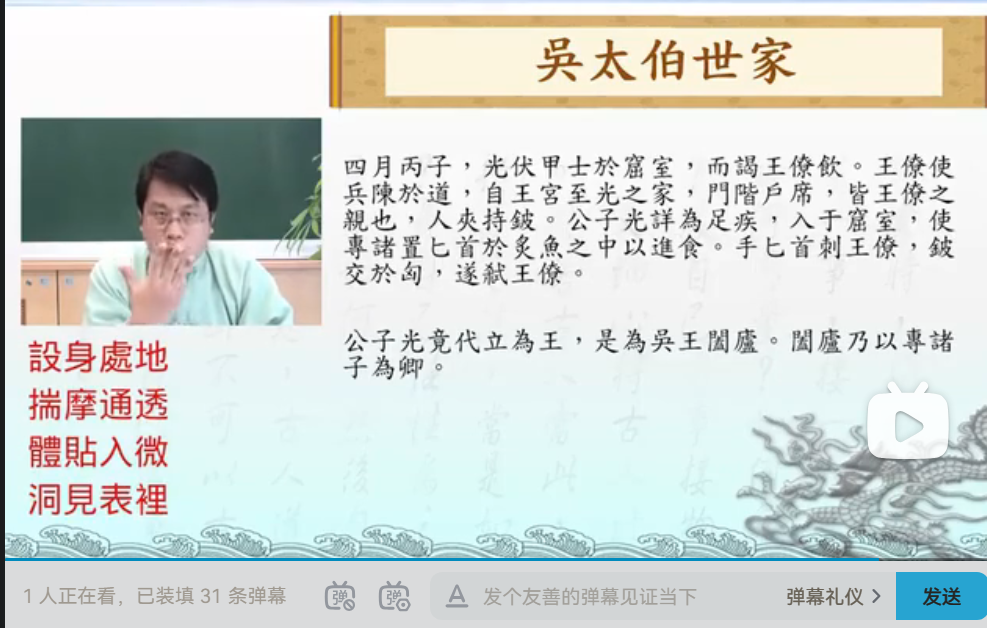 吳太伯世家
四月丙子，光伏甲士於窟室，而謁王僚飲。王僚使
兵陳於道，自王宮至光之家，門階戶席，皆王僚之
親也，人夾持鈹。公子光詳為足疾，入于窟室，使
專諸置匕首於炙魚之中以進食。手匕首刺王僚，鈹
交於匈，遂弒王僚。
公子光竟代立為王，是為吳王闔廬。闔廬乃以專諸
子為卿。
設身處地
揣摩通透
體貼入微
洞見表裡
1 人正在看，已装填 31 条弹幕
弹
弹
A
发个友善的弹幕见证当下
弹幕礼仪 >
发送